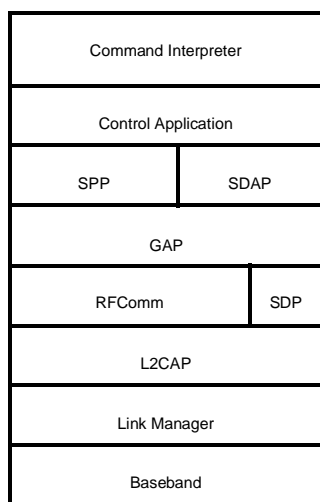 Command Interpreter
Control Application
SPP SDAP
GAP
RFComm SDP
L2CAP
Link Manager
Baseband